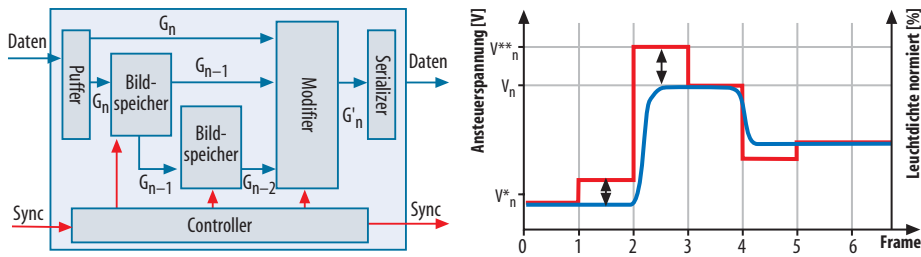 Daten
Puffer
Gn
Gn
Bild-
speicher
Gn–1
Gn–1
Bild-
speicher
Gn–2
Modifier
G'n
Serializer
Daten
Sync
Controller
Sync
Ansteuerspannung [V]
V**n
Vn
V*n
0 1 2 3 4 5 6
Frame
Leuchtdichte normiert [%]